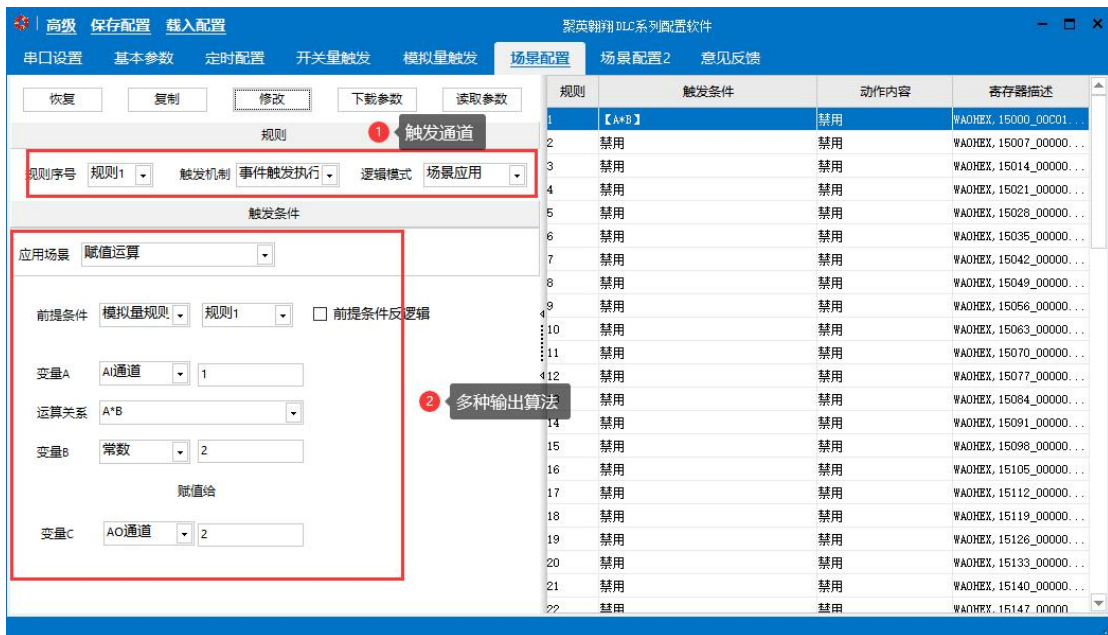 高级 保存配置 载入配置 聚英翱翔DLC系列配置软件
串口设置 基本参数 定时配置 开关量触发 模拟量触发 场景配置 场景配置2 意见反馈
恢复 复制 修改 下载参数 读取参数
规则
1 触发通道
规则序号 规则1 触发机制 事件触发执行 逻辑模式 场景应用
触发条件
应用场景 赋值运算
前提条件 模拟量规则 规则1 前提条件反逻辑
变量A AI通道 1
运算关系 A*B
2 多种输出算法
变量B 常数 2
赋值给
变量C AO通道 2
规则 触发条件 动作内容 寄存器描述
1 【A*B】 禁用 WAOHEX,15000_00C01...
2 禁用 禁用 WAOHEX,15007_00000...
3 禁用 禁用 WAOHEX,15014_00000...
4 禁用 禁用 WAOHEX,15021_00000...
5 禁用 禁用 WAOHEX,15028_00000...
6 禁用 禁用 WAOHEX,15035_00000...
7 禁用 禁用 WAOHEX,15042_00000...
8 禁用 禁用 WAOHEX,15049_00000...
9 禁用 禁用 WAOHEX,15056_00000...
10 禁用 禁用 WAOHEX,15063_00000...
11 禁用 禁用 WAOHEX,15070_00000...
12 禁用 禁用 WAOHEX,15077_00000...
禁用 禁用 WAOHEX,15084_00000...
14 禁用 禁用 WAOHEX,15091_00000...
15 禁用 禁用 WAOHEX,15098_00000...
16 禁用 禁用 WAOHEX,15105_00000...
17 禁用 禁用 WAOHEX,15112_00000...
18 禁用 禁用 WAOHEX,15119_00000...
19 禁用 禁用 WAOHEX,15126_00000...
20 禁用 禁用 WAOHEX,15133_00000...
21 禁用 禁用 WAOHEX,15140_00000...
22 禁用 禁用 WAOHEX,15147_00000